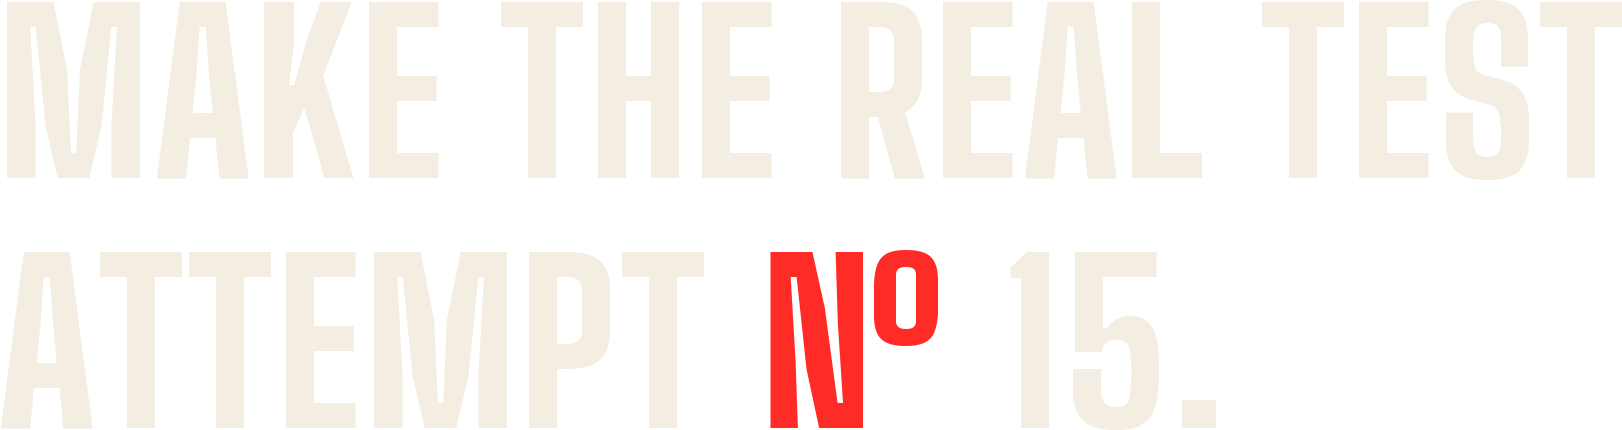 MAKE THE REAL TEST
ATTEMPT Nº 15.